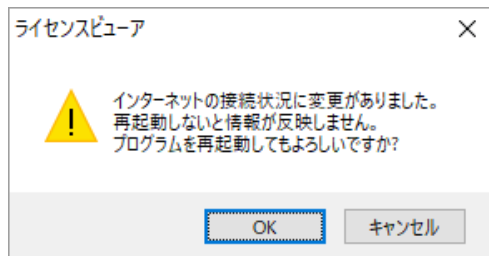 ライセンスビューア
インターネットの接続状況に変更がありました。
再起動しないと情報が反映しません。
プログラムを再起動してもよろしいですか?
OK
キャンセル